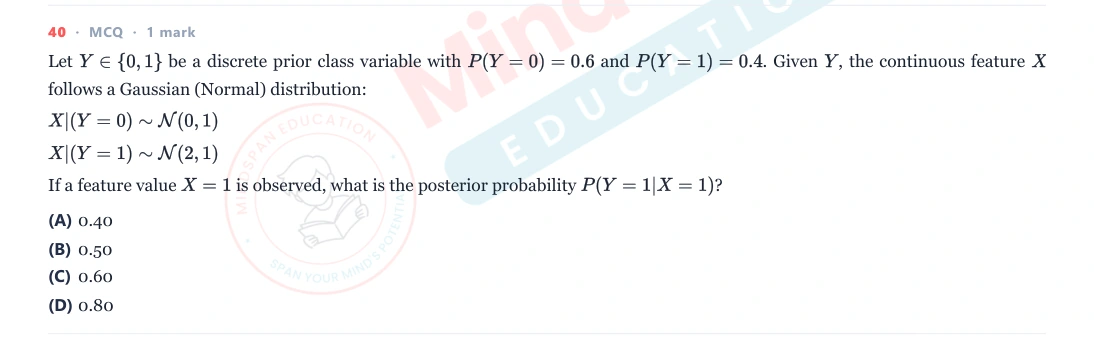 40 · MCQ · 1 mark
Let Y ∈ {0, 1} be a discrete prior class variable with P(Y = 0) = 0.6 and P(Y = 1) = 0.4. Given Y, the continuous feature X
follows a Gaussian (Normal) distribution:
X|(Y = 0) ∼ 𝒩(0, 1)
X|(Y = 1) ∼ 𝒩(2, 1)
If a feature value X = 1 is observed, what is the posterior probability P(Y = 1|X = 1)?
(A) 0.40
(B) 0.50
(C) 0.60
(D) 0.80
Mind
EDUCATI
MINDSPAN EDUCATION
SPAN YOUR MIND'S POTENTIAL